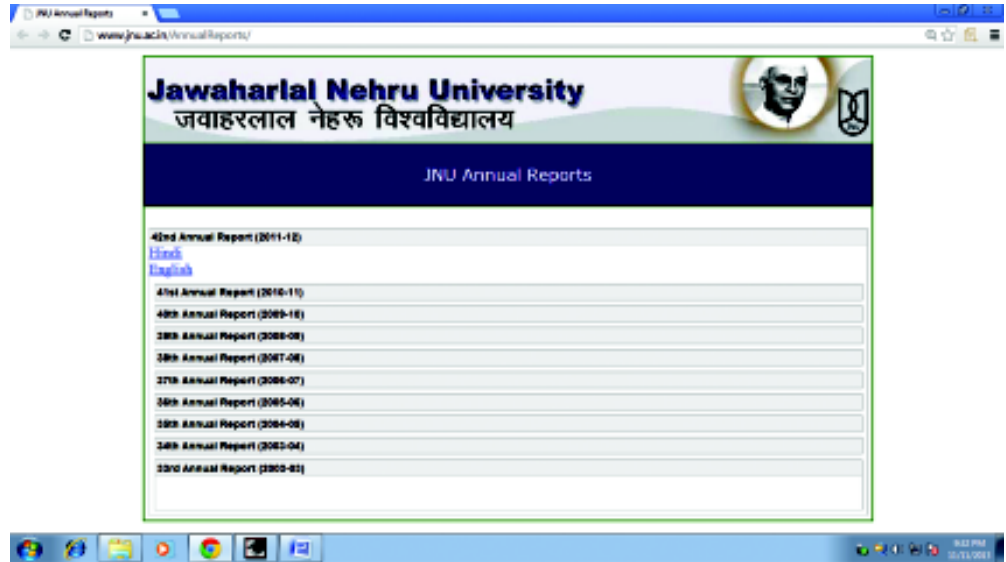 JNU Annual Reports
www.jnu.ac.in/AnnualReports/
Jawaharlal Nehru University
जवाहरलाल नेहरू विश्वविद्यालय
JNU Annual Reports
42nd Annual Report (2011-12)
Hindi
English
41st Annual Report (2010-11)
40th Annual Report (2009-10)
39th Annual Report (2008-09)
38th Annual Report (2007-08)
37th Annual Report (2006-07)
36th Annual Report (2005-06)
35th Annual Report (2004-05)
34th Annual Report (2003-04)
33rd Annual Report (2002-03)
9:02 PM